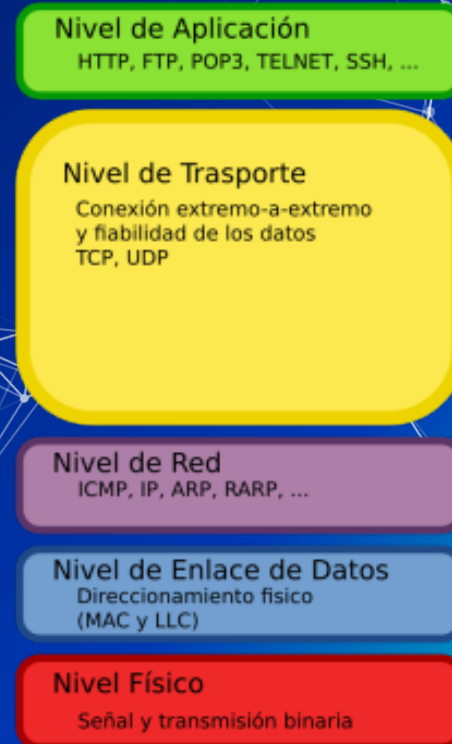 Nivel de Aplicación
HTTP, FTP, POP3, TELNET, SSH, ...
Nivel de Trasporte
Conexión extremo-a-extremo
y fiabilidad de los datos
TCP, UDP
Nivel de Red
ICMP, IP, ARP, RARP, ...
Nivel de Enlace de Datos
Direccionamiento fisico
(MAC y LLC)
Nivel Físico
Señal y transmisión binaria